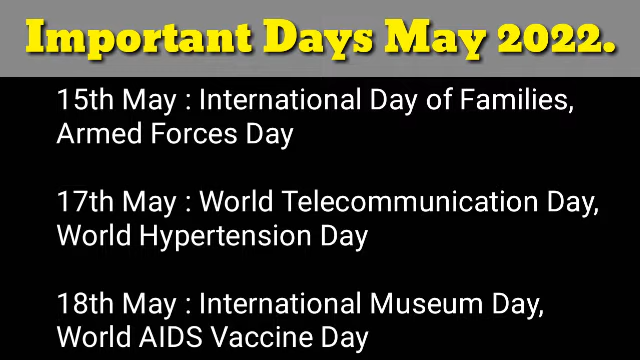 Important Days May 2022.
15th May : International Day of Families,
Armed Forces Day
17th May : World Telecommunication Day,
World Hypertension Day
18th May : International Museum Day,
World AIDS Vaccine Day